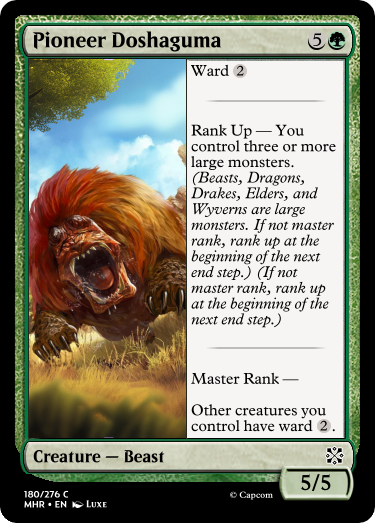 Pioneer Doshaguma 5
Ward 2
Rank Up — You
control three or more
large monsters.
(Beasts, Dragons,
Drakes, Elders, and
Wyverns are large
monsters. If not master
rank, rank up at the
beginning of the next
end step.) (If not
master rank, rank up
at the beginning of the
next end step.)
Master Rank —
Other creatures you
control have ward 2.
Creature — Beast
5/5
180/276 C
MHR • EN Luxe
© Capcom